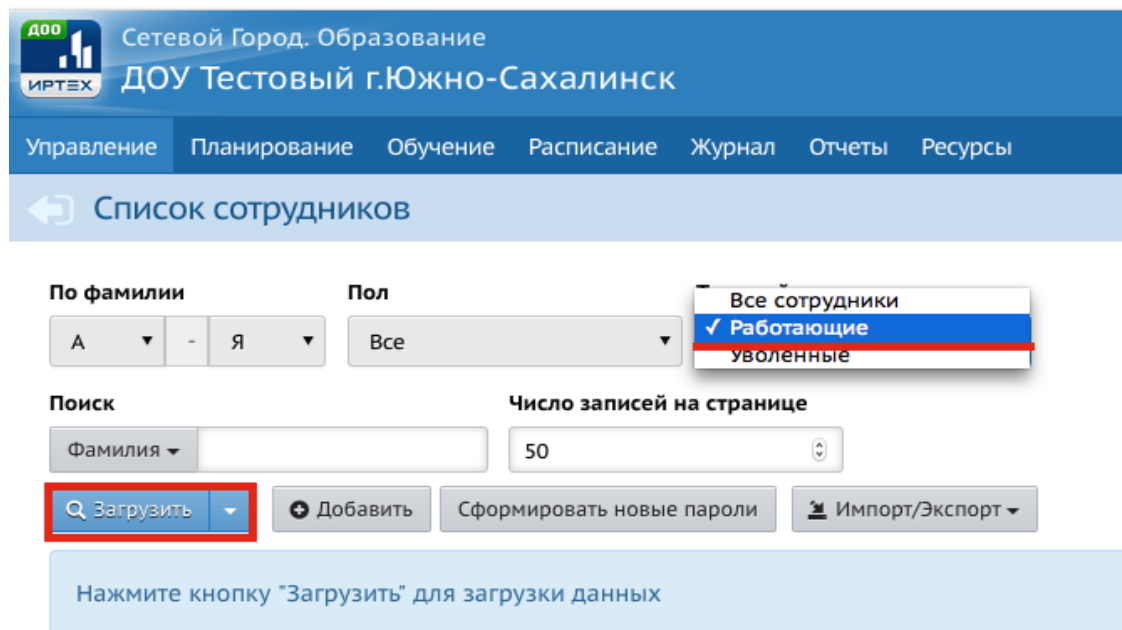 ДОО
ИРТЕХ
Сетевой Город. Образование
ДОУ Тестовый г.Южно-Сахалинск
Управление Планирование Обучение Расписание Журнал Отчеты Ресурсы
Список сотрудников
По фамилии Пол
Все сотрудники
✓ Работающие
Уволенные
А - Я Все
Поиск Число записей на странице
Фамилия 50
Загрузить Добавить Сформировать новые пароли Импорт/Экспорт
Нажмите кнопку "Загрузить" для загрузки данных